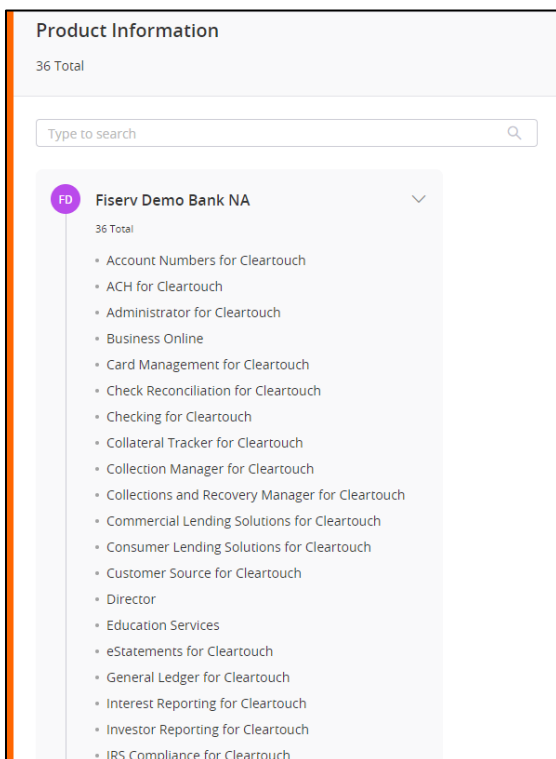 Product Information
36 Total
Type to search
FD
Fiserv Demo Bank NA
36 Total
Account Numbers for Cleartouch
ACH for Cleartouch
Administrator for Cleartouch
Business Online
Card Management for Cleartouch
Check Reconciliation for Cleartouch
Checking for Cleartouch
Collateral Tracker for Cleartouch
Collection Manager for Cleartouch
Collections and Recovery Manager for Cleartouch
Commercial Lending Solutions for Cleartouch
Consumer Lending Solutions for Cleartouch
Customer Source for Cleartouch
Director
Education Services
eStatements for Cleartouch
General Ledger for Cleartouch
Interest Reporting for Cleartouch
Investor Reporting for Cleartouch
IRS Compliance for Cleartouch